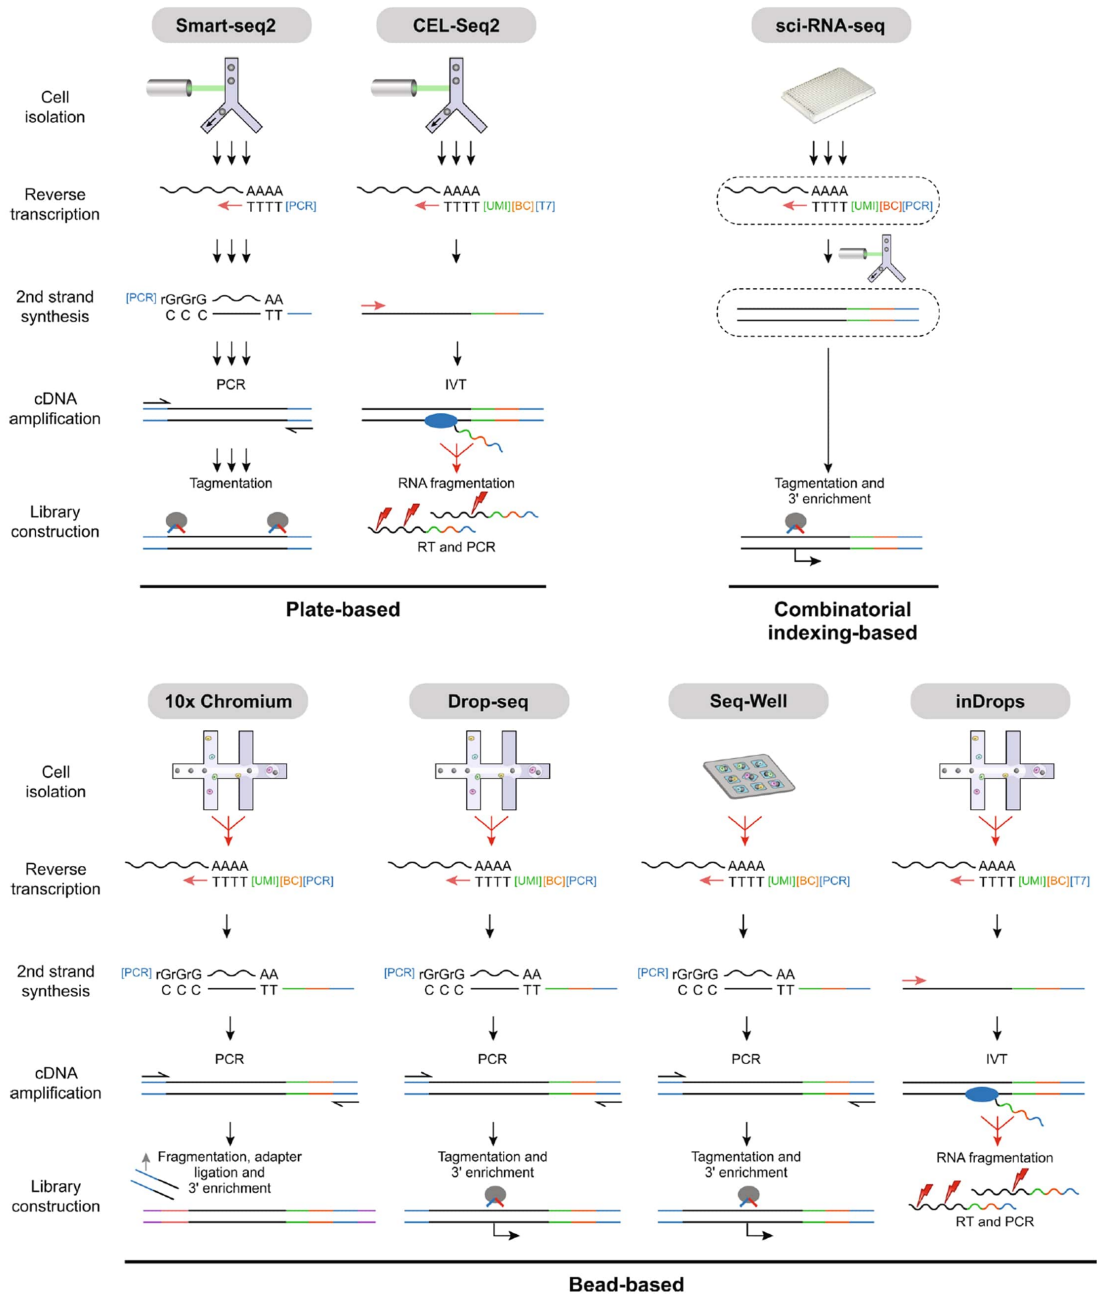 Smart-seq2 CEL-Seq2 sci-RNA-seq
Cell
isolation
Reverse
transcription
AAAA
TTTT [PCR]
AAAA
TTTT [UMI][BC][T7]
AAAA
TTTT [UMI][BC][PCR]
2nd strand
synthesis
[PCR] rGrGrG AA
C C C TT
cDNA
amplification
PCR
IVT
Library
construction
Tagmentation
RNA fragmentation
RT and PCR
Tagmentation and
3' enrichment
Plate-based
Combinatorial
indexing-based
10x Chromium Drop-seq Seq-Well inDrops
Cell
isolation
Reverse
transcription
AAAA
TTTT [UMI][BC][PCR]
AAAA
TTTT [UMI][BC][PCR]
AAAA
TTTT [UMI][BC][PCR]
AAAA
TTTT [UMI][BC][T7]
2nd strand
synthesis
[PCR] rGrGrG AA
C C C TT
[PCR] rGrGrG AA
C C C TT
[PCR] rGrGrG AA
C C C TT
cDNA
amplification
PCR
PCR
PCR
IVT
Library
construction
Fragmentation, adapter
ligation and
3' enrichment
Tagmentation and
3' enrichment
Tagmentation and
3' enrichment
RNA fragmentation
RT and PCR
Bead-based